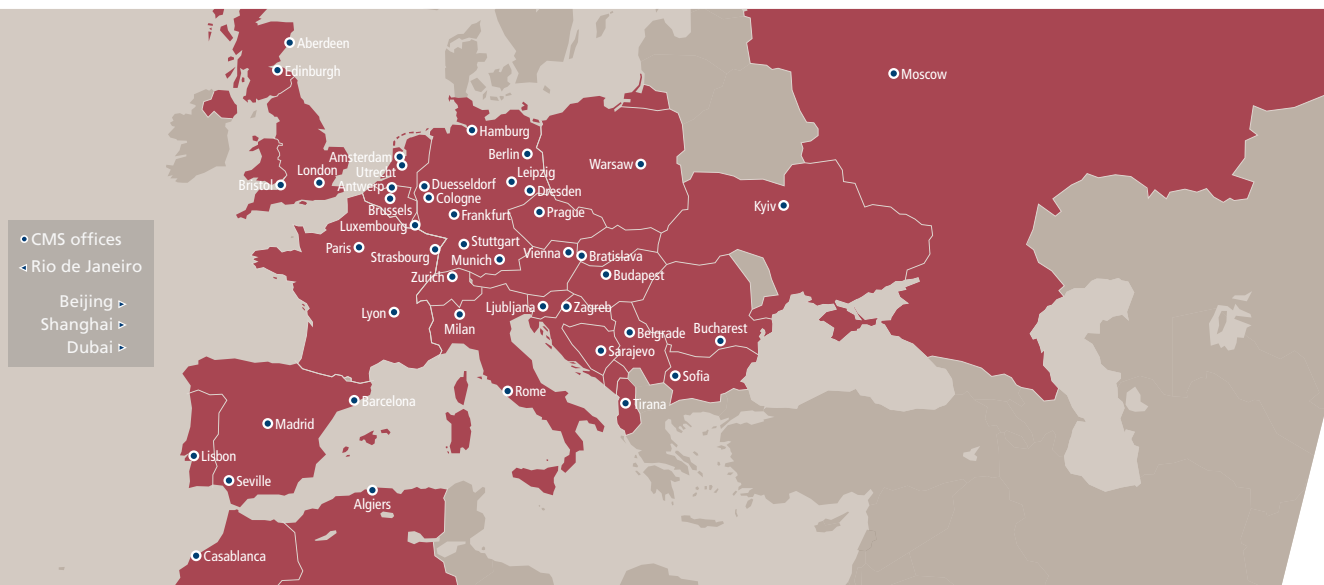 Aberdeen
Edinburgh
Moscow
Hamburg
Amsterdam
Berlin
Warsaw
Utrecht
London
Leipzig
Bristol
Antwerp
Duesseldorf
Dresden
Cologne
Brussels
Kyiv
Frankfurt
Prague
Luxembourg
CMS offices
Paris
Strasbourg
Stuttgart
Vienna
Bratislava
Munich
Rio de Janeiro
Zurich
Budapest
Beijing
Lyon
Ljubljana
Zagreb
Shanghai
Milan
Belgrade
Bucharest
Dubai
Sarajevo
Sofia
Rome
Barcelona
Tirana
Madrid
Lisbon
Seville
Algiers
Casablanca